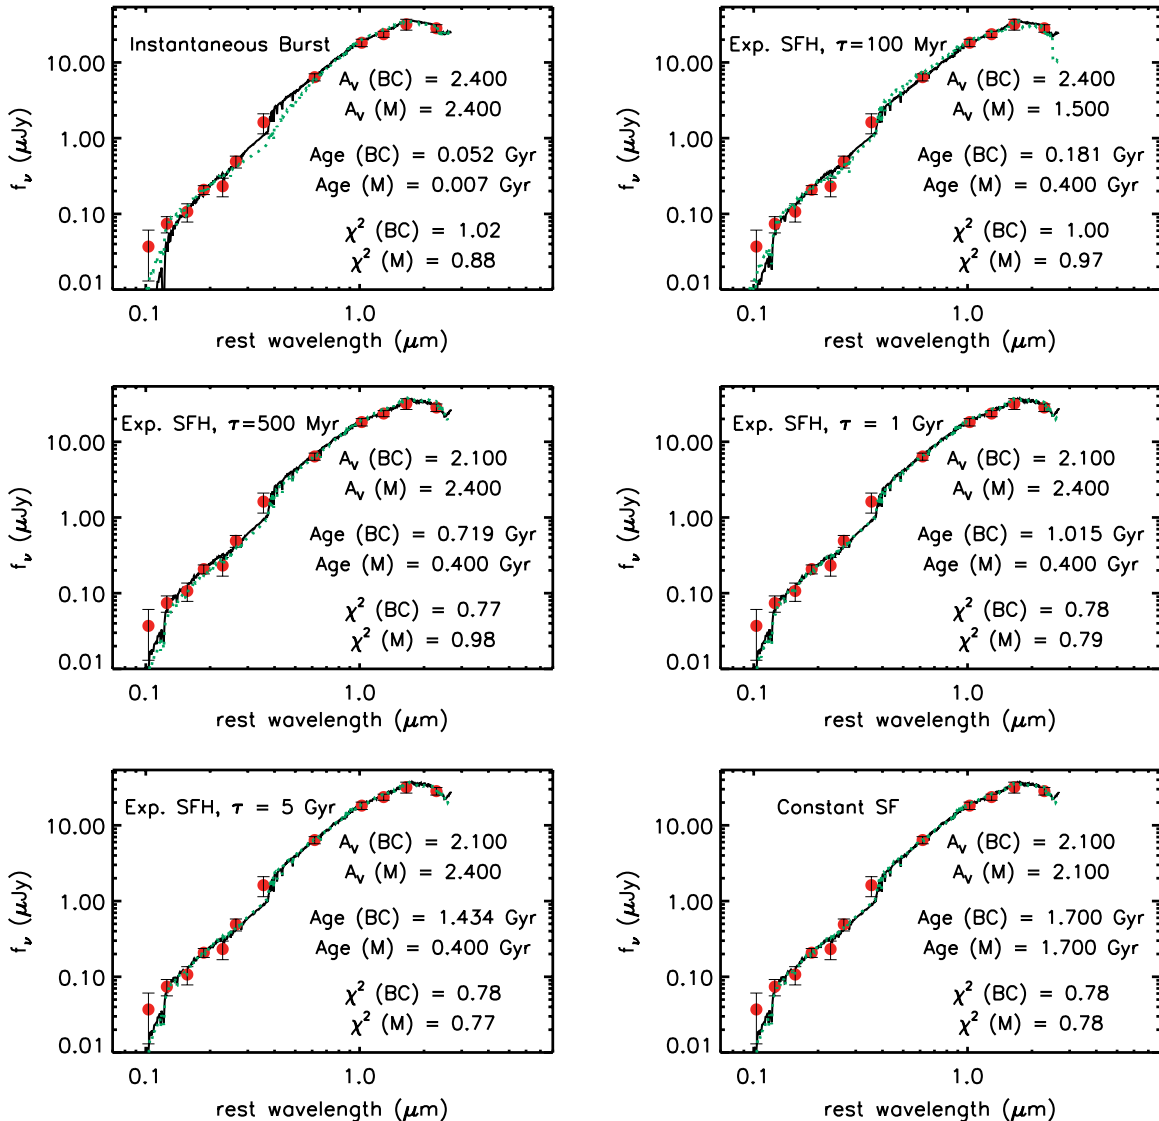 Instantaneous Burst
A_v (BC) = 2.400
A_v (M) = 2.400
Age (BC) = 0.052 Gyr
Age (M) = 0.007 Gyr
χ² (BC) = 1.02
χ² (M) = 0.88
10.00
1.00
0.10
0.01
f_ν (μJy)
0.1
1.0
rest wavelength (μm)
Exp. SFH, τ=100 Myr
A_v (BC) = 2.400
A_v (M) = 1.500
Age (BC) = 0.181 Gyr
Age (M) = 0.400 Gyr
χ² (BC) = 1.00
χ² (M) = 0.97
10.00
1.00
0.10
0.01
f_ν (μJy)
0.1
1.0
rest wavelength (μm)
Exp. SFH, τ=500 Myr
A_v (BC) = 2.100
A_v (M) = 2.400
Age (BC) = 0.719 Gyr
Age (M) = 0.400 Gyr
χ² (BC) = 0.77
χ² (M) = 0.98
10.00
1.00
0.10
0.01
f_ν (μJy)
0.1
1.0
rest wavelength (μm)
Exp. SFH, τ = 1 Gyr
A_v (BC) = 2.100
A_v (M) = 2.400
Age (BC) = 1.015 Gyr
Age (M) = 0.400 Gyr
χ² (BC) = 0.78
χ² (M) = 0.79
10.00
1.00
0.10
0.01
f_ν (μJy)
0.1
1.0
rest wavelength (μm)
Exp. SFH, τ = 5 Gyr
A_v (BC) = 2.100
A_v (M) = 2.400
Age (BC) = 1.434 Gyr
Age (M) = 0.400 Gyr
χ² (BC) = 0.78
χ² (M) = 0.77
10.00
1.00
0.10
0.01
f_ν (μJy)
0.1
1.0
rest wavelength (μm)
Constant SF
A_v (BC) = 2.100
A_v (M) = 2.100
Age (BC) = 1.700 Gyr
Age (M) = 1.700 Gyr
χ² (BC) = 0.78
χ² (M) = 0.78
10.00
1.00
0.10
0.01
f_ν (μJy)
0.1
1.0
rest wavelength (μm)